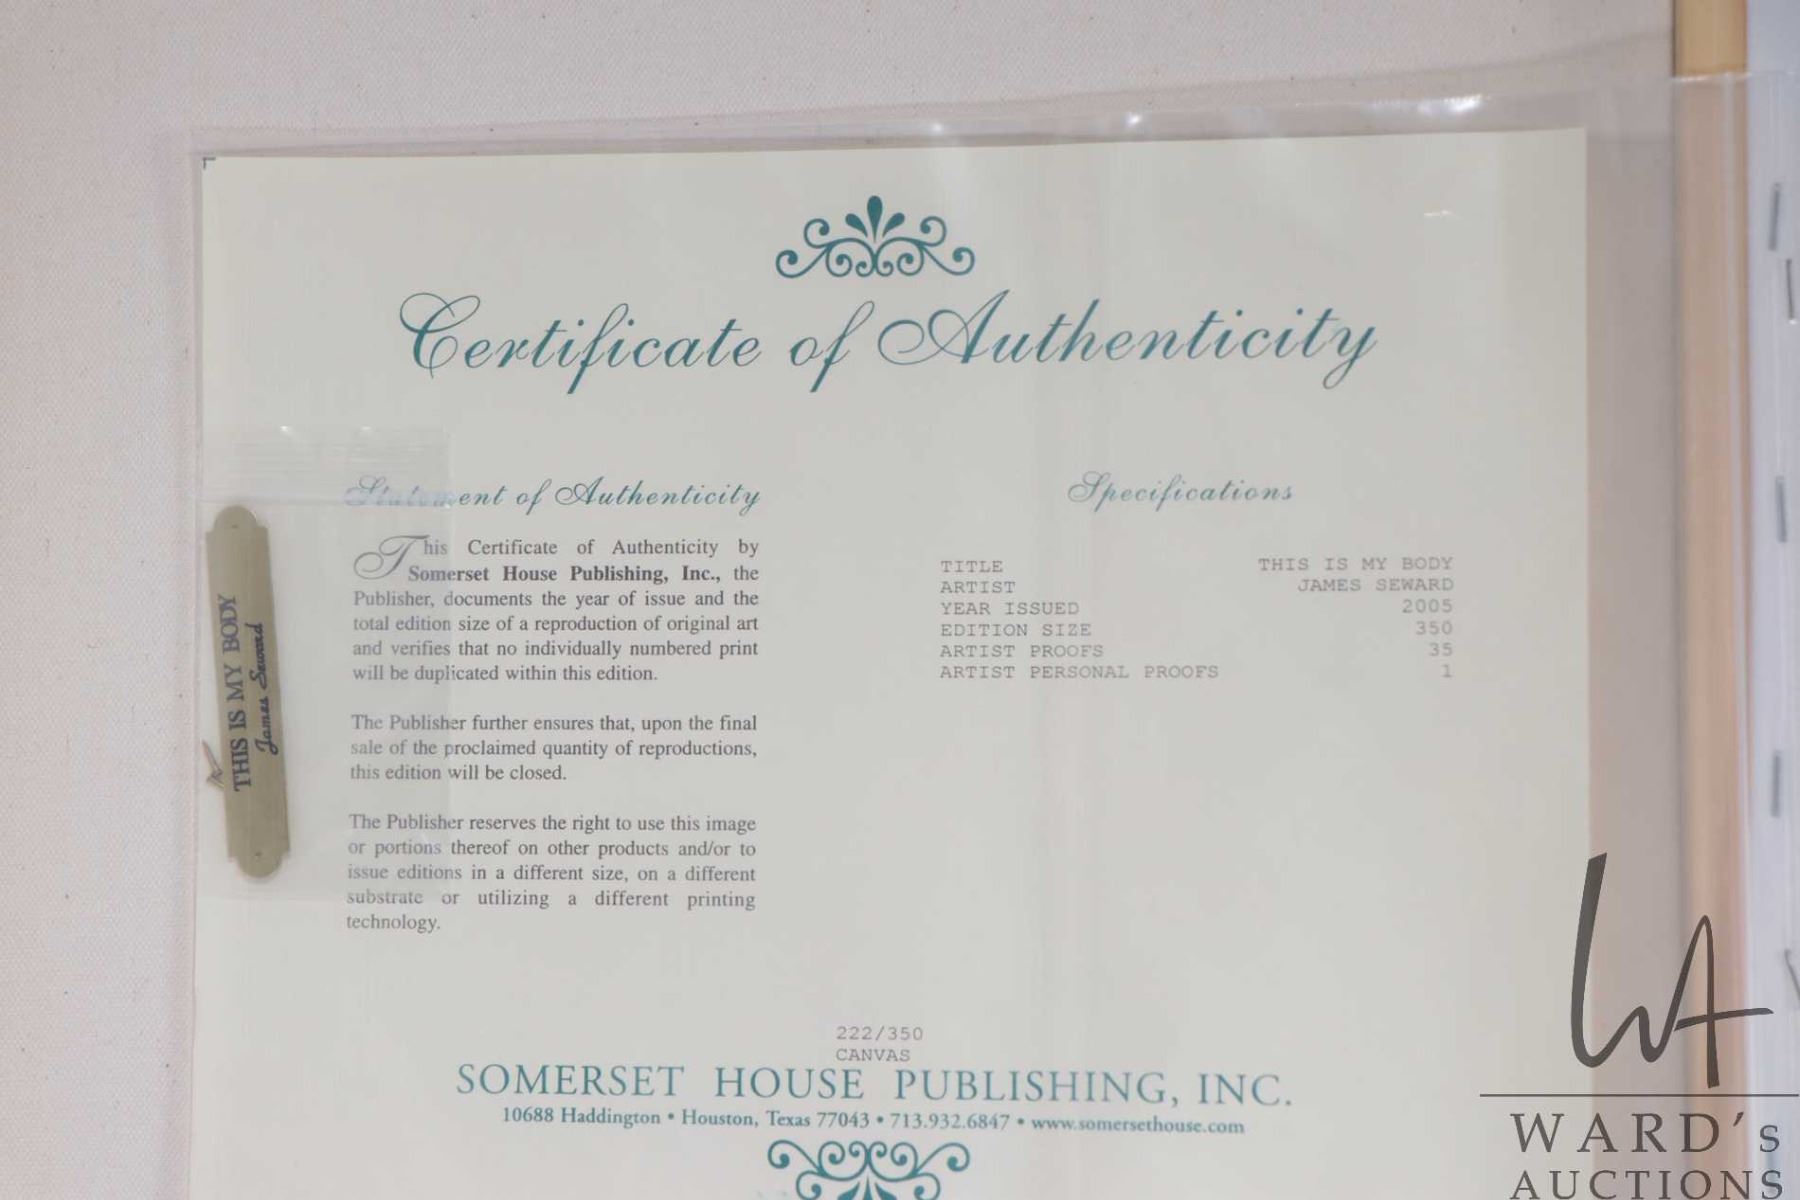 Certificate of Authenticity
Statement of Authenticity
This Certificate of Authenticity by
Somerset House Publishing, Inc., the
Publisher, documents the year of issue and the
total edition size of a reproduction of original art
and verifies that no individually numbered print
will be duplicated within this edition.
The Publisher further ensures that, upon the final
sale of the proclaimed quantity of reproductions,
this edition will be closed.
The Publisher reserves the right to use this image
or portions thereof on other products and/or to
issue editions in a different size, on a different
substrate or utilizing a different printing
technology.
Specifications
TITLE THIS IS MY BODY
ARTIST JAMES SEWARD
YEAR ISSUED 2005
EDITION SIZE 350
ARTIST PROOFS 35
ARTIST PERSONAL PROOFS 1
THIS IS MY BODY
James Seward
222/350
CANVAS
SOMERSET HOUSE PUBLISHING, INC.
10688 Haddington • Houston, Texas 77043 • 713.932.6847 • www.somersethouse.com
WA
WARD's
AUCTIONS